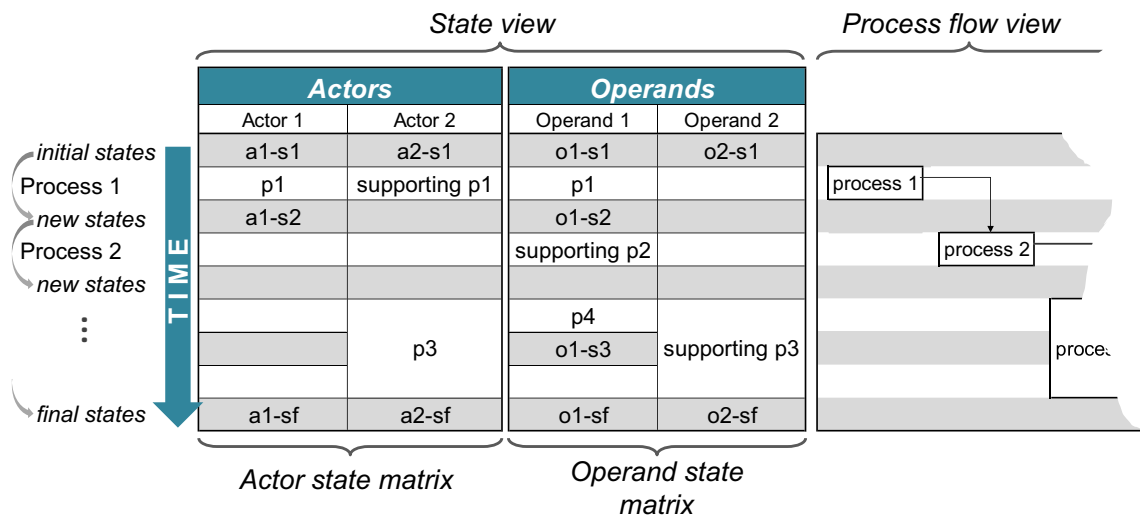 State view
Process flow view
Actors
Operands
Actor 1
Actor 2
Operand 1
Operand 2
initial states
a1-s1
a2-s1
o1-s1
o2-s1
Process 1
p1
supporting p1
p1
process 1
new states
a1-s2
o1-s2
Process 2
supporting p2
process 2
new states
TIME
...
p4
p3
o1-s3
supporting p3
final states
a1-sf
a2-sf
o1-sf
o2-sf
Actor state matrix
Operand state
matrix